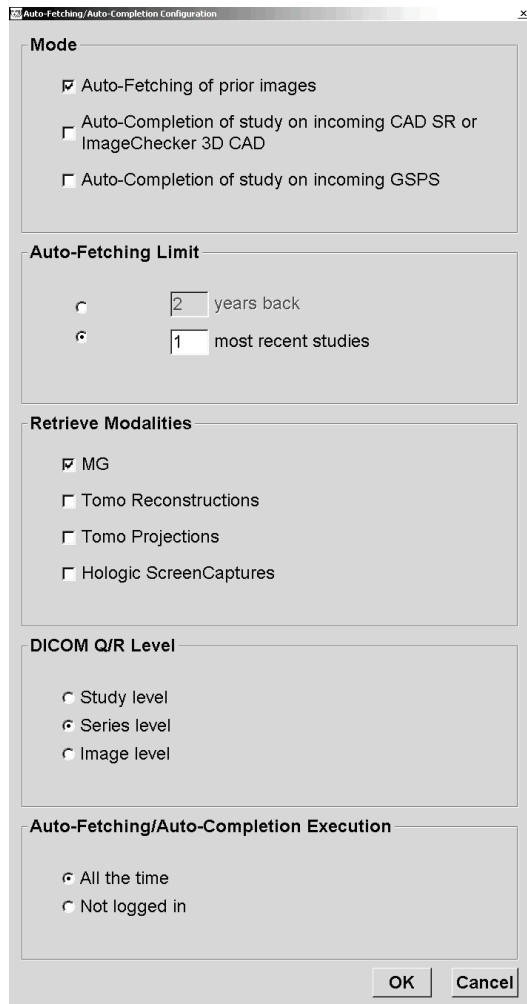 Auto-Fetching/Auto-Completion Configuration
Mode
Auto-Fetching of prior images
Auto-Completion of study on incoming CAD SR or
ImageChecker 3D CAD
Auto-Completion of study on incoming GSPS
Auto-Fetching Limit
2 years back
1 most recent studies
Retrieve Modalities
MG
Tomo Reconstructions
Tomo Projections
Hologic ScreenCaptures
DICOM Q/R Level
Study level
Series level
Image level
Auto-Fetching/Auto-Completion Execution
All the time
Not logged in
OK Cancel